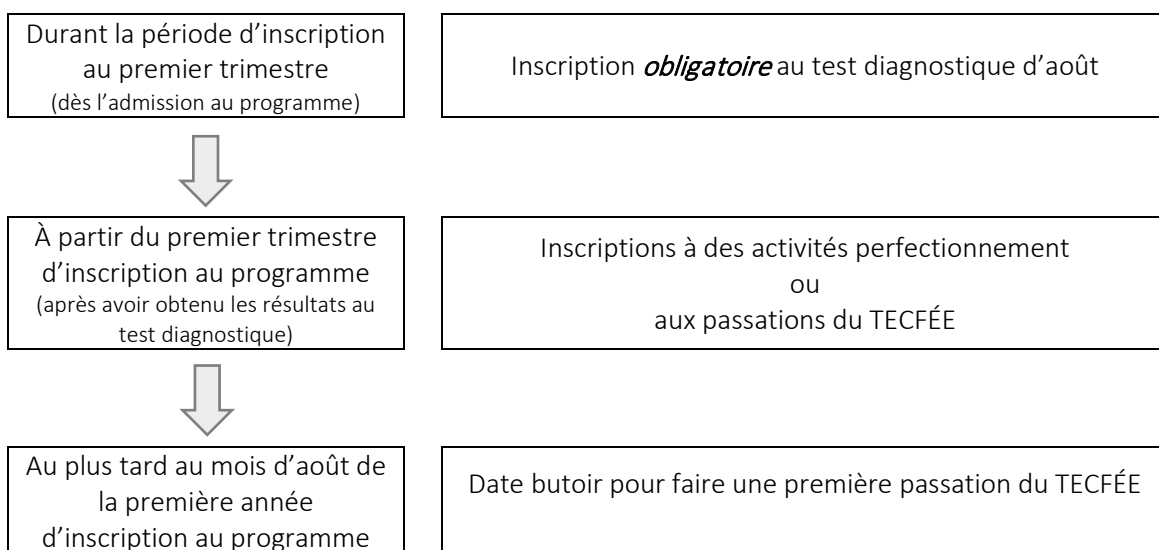 Durant la période d’inscription
au premier trimestre
(dès l’admission au programme)
Inscription obligatoire au test diagnostique d’août
À partir du premier trimestre
d’inscription au programme
(après avoir obtenu les résultats au
test diagnostique)
Inscriptions à des activités perfectionnement
ou
aux passations du TECFÉE
Au plus tard au mois d’août de
la première année
d’inscription au programme
Date butoir pour faire une première passation du TECFÉE